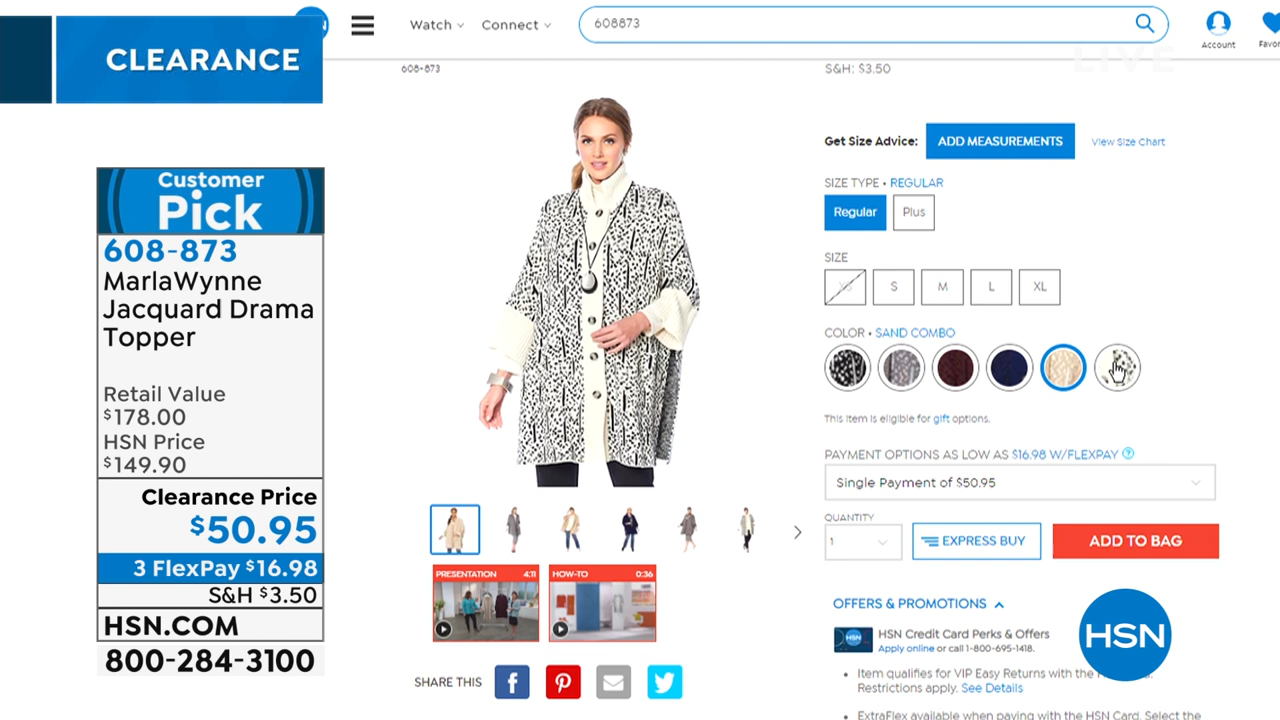 CLEARANCE
HSN
Watch
Connect
608873
Account
LIVE
608-873
S&H: $3.50
Customer
Pick
608-873
MarlaWynne
Jacquard Drama
Topper
Retail Value
$178.00
HSN Price
$149.90
Clearance Price
$50.95
3 FlexPay $16.98
S&H $3.50
HSN.COM
800-284-3100
Get Size Advice: ADD MEASUREMENTS View Size Chart
SIZE TYPE • REGULAR
Regular Plus
SIZE
XS S M L XL
COLOR • SAND COMBO
This item is eligible for gift options.
PAYMENT OPTIONS AS LOW AS $16.98 W/FLEXPAY ?
Single Payment of $50.95
QUANTITY
1 EXPRESS BUY ADD TO BAG
PRESENTATION 4:11 HOW-TO 0:36
OFFERS & PROMOTIONS
HSN HSN Credit Card Perks & Offers
Apply online or call 1-800-695-1418.
HSN
• Item qualifies for VIP Easy Returns with the
Restrictions apply. See Details
• ExtraFlex available when paying with the HSN Card. Select the
SHARE THIS